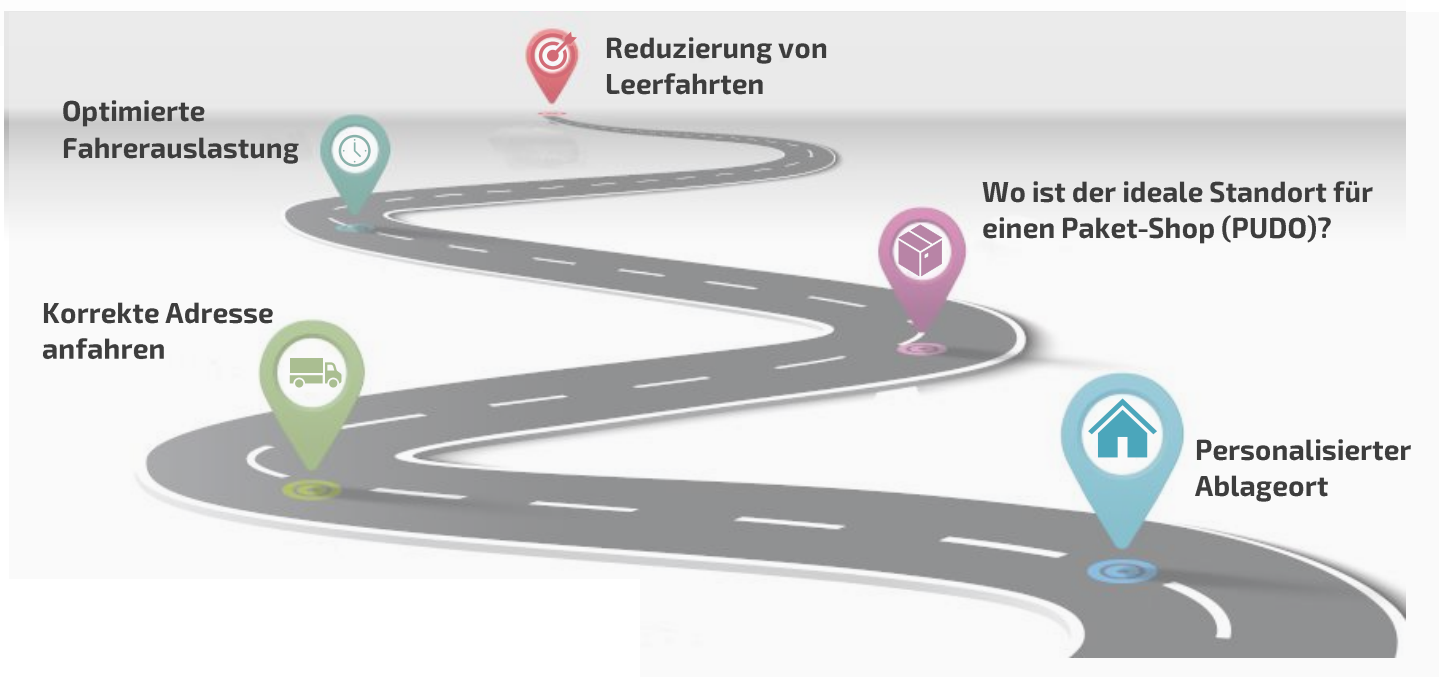 Reduzierung von
Leerfahrten
Optimierte
Fahrerauslastung
Wo ist der ideale Standort für
einen Paket-Shop (PUDO)?
Korrekte Adresse
anfahren
Personalisierter
Ablageort